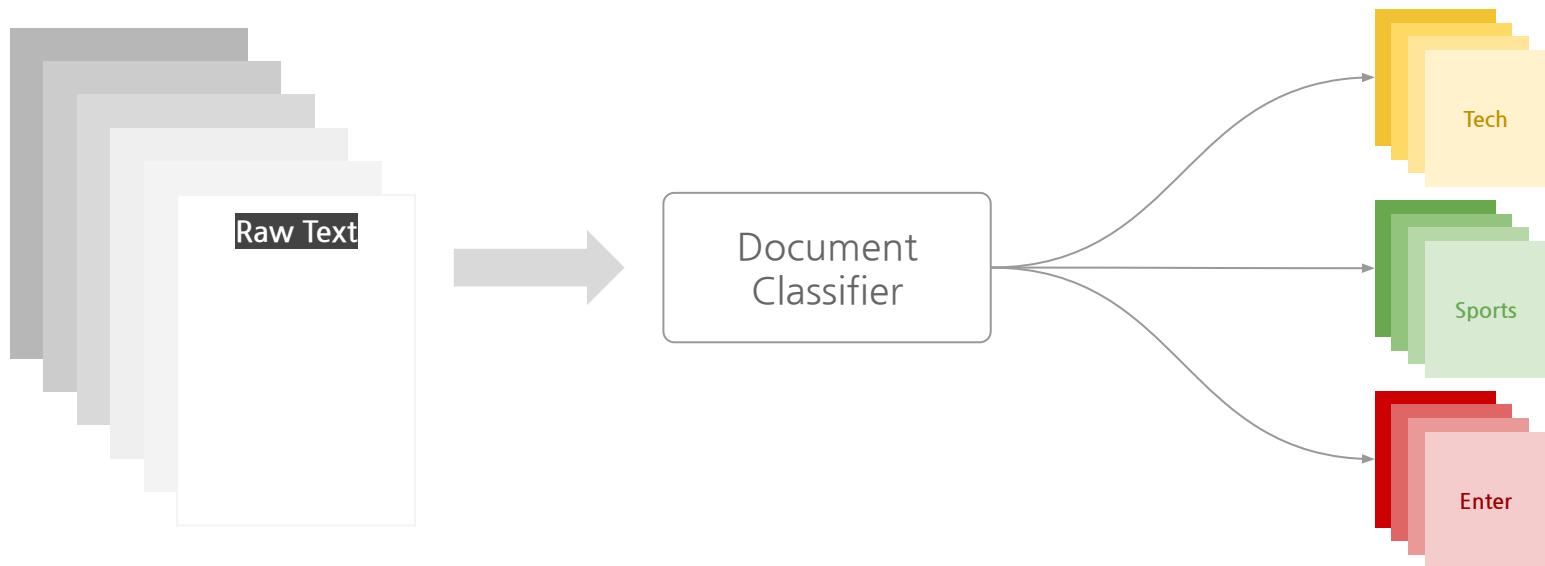 Raw Text
Document
Classifier
Tech
Sports
Enter